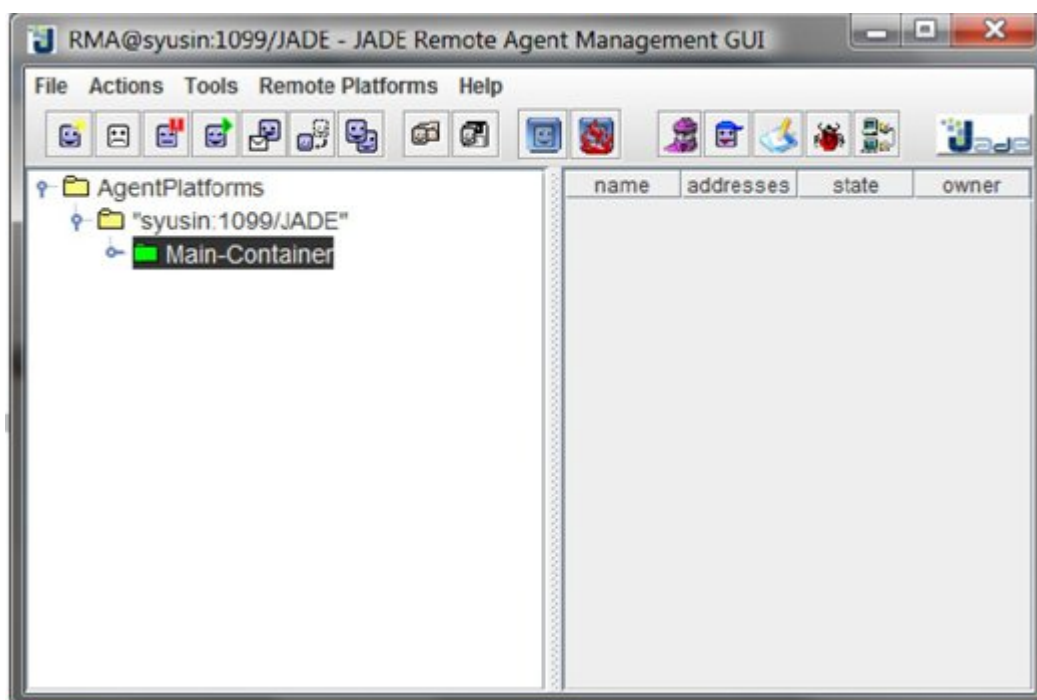 RMA@syusin:1099/JADE - JADE Remote Agent Management GUI
File Actions Tools Remote Platforms Help
Jade
AgentPlatforms
"syusin:1099/JADE"
Main-Container
name addresses state owner